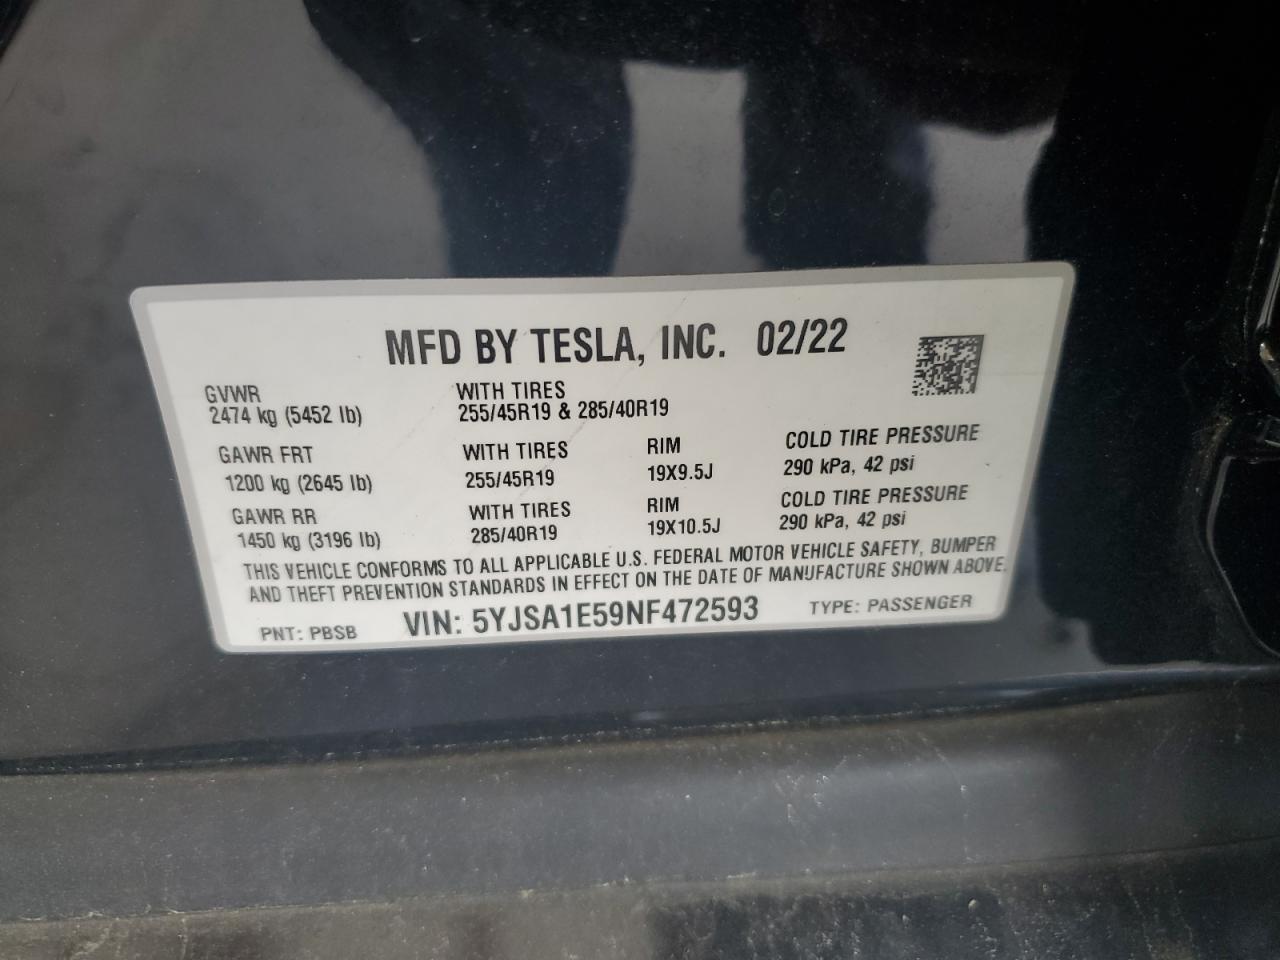 MFD BY TESLA, INC. 02/22
GVWR WITH TIRES
2474 kg (5452 lb) 255/45R19 & 285/40R19
GAWR FRT WITH TIRES RIM COLD TIRE PRESSURE
1200 kg (2645 lb) 255/45R19 19X9.5J 290 kPa, 42 psi
GAWR RR WITH TIRES RIM COLD TIRE PRESSURE
1450 kg (3196 lb) 285/40R19 19X10.5J 290 kPa, 42 psi
THIS VEHICLE CONFORMS TO ALL APPLICABLE U.S. FEDERAL MOTOR VEHICLE SAFETY, BUMPER
AND THEFT PREVENTION STANDARDS IN EFFECT ON THE DATE OF MANUFACTURE SHOWN ABOVE.
PNT: PBSB VIN: 5YJSA1E59NF472593 TYPE: PASSENGER